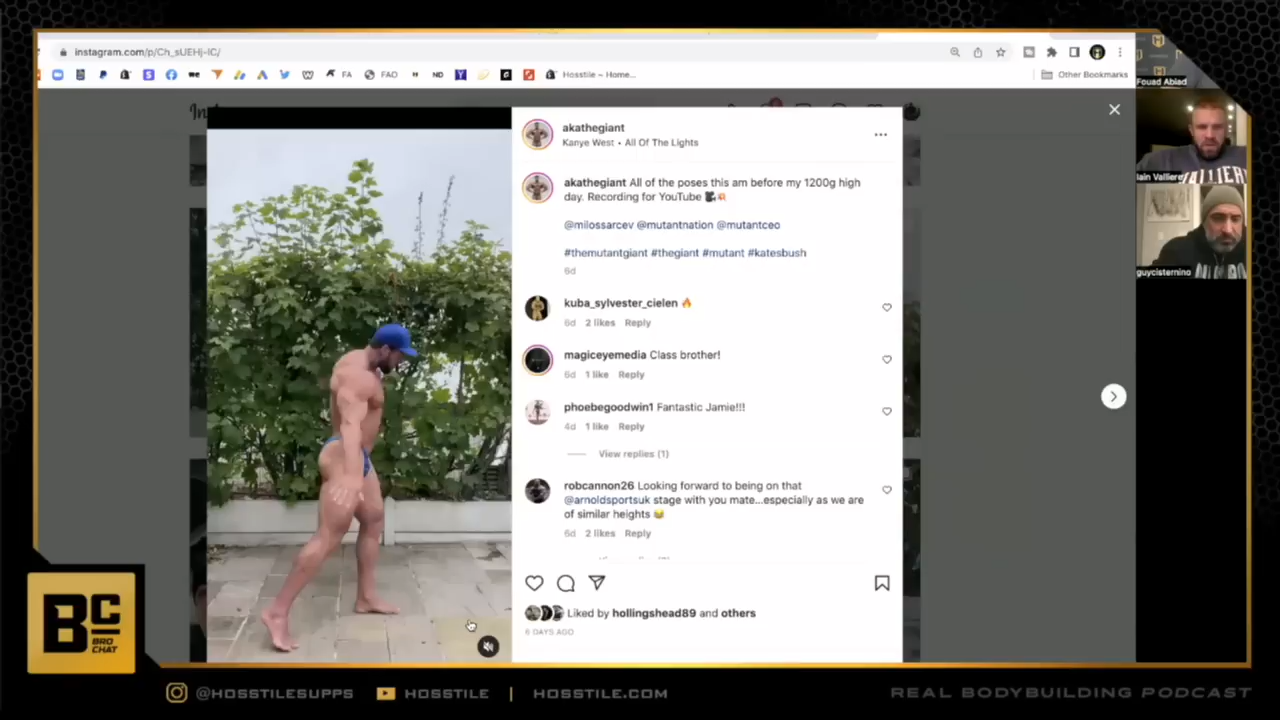 instagram.com/p/Ch_sUEHj-IC/
FA
FAO
ND
Hosstile ~ Home...
Other Bookmarks
Fouad Abiad
Iain Valliere
VALLIERE
guycisternino
akathegiant
Kanye West • All Of The Lights
akathegiant All of the poses this am before my 1200g high
day. Recording for YouTube 🎥💥
@milossarcev @mutantnation @mutantceo
#themutantgiant #thegiant #mutant #katesbush
6d
kuba_sylvester_cielen 🔥
6d 2 likes Reply
magiceyemedia Class brother!
6d 1 like Reply
phoebegoodwin1 Fantastic Jamie!!!
4d 1 like Reply
View replies (1)
robcannon26 Looking forward to being on that
@arnoldsportsuk stage with you mate...especially as we are
of similar heights 😂
6d 2 likes Reply
Liked by hollingshead89 and others
6 DAYS AGO
BC
BRO
CHAT
@HOSSTILESUPPS
HOSSTILE
|
HOSSTILE.COM
REAL BODYBUILDING PODCAST